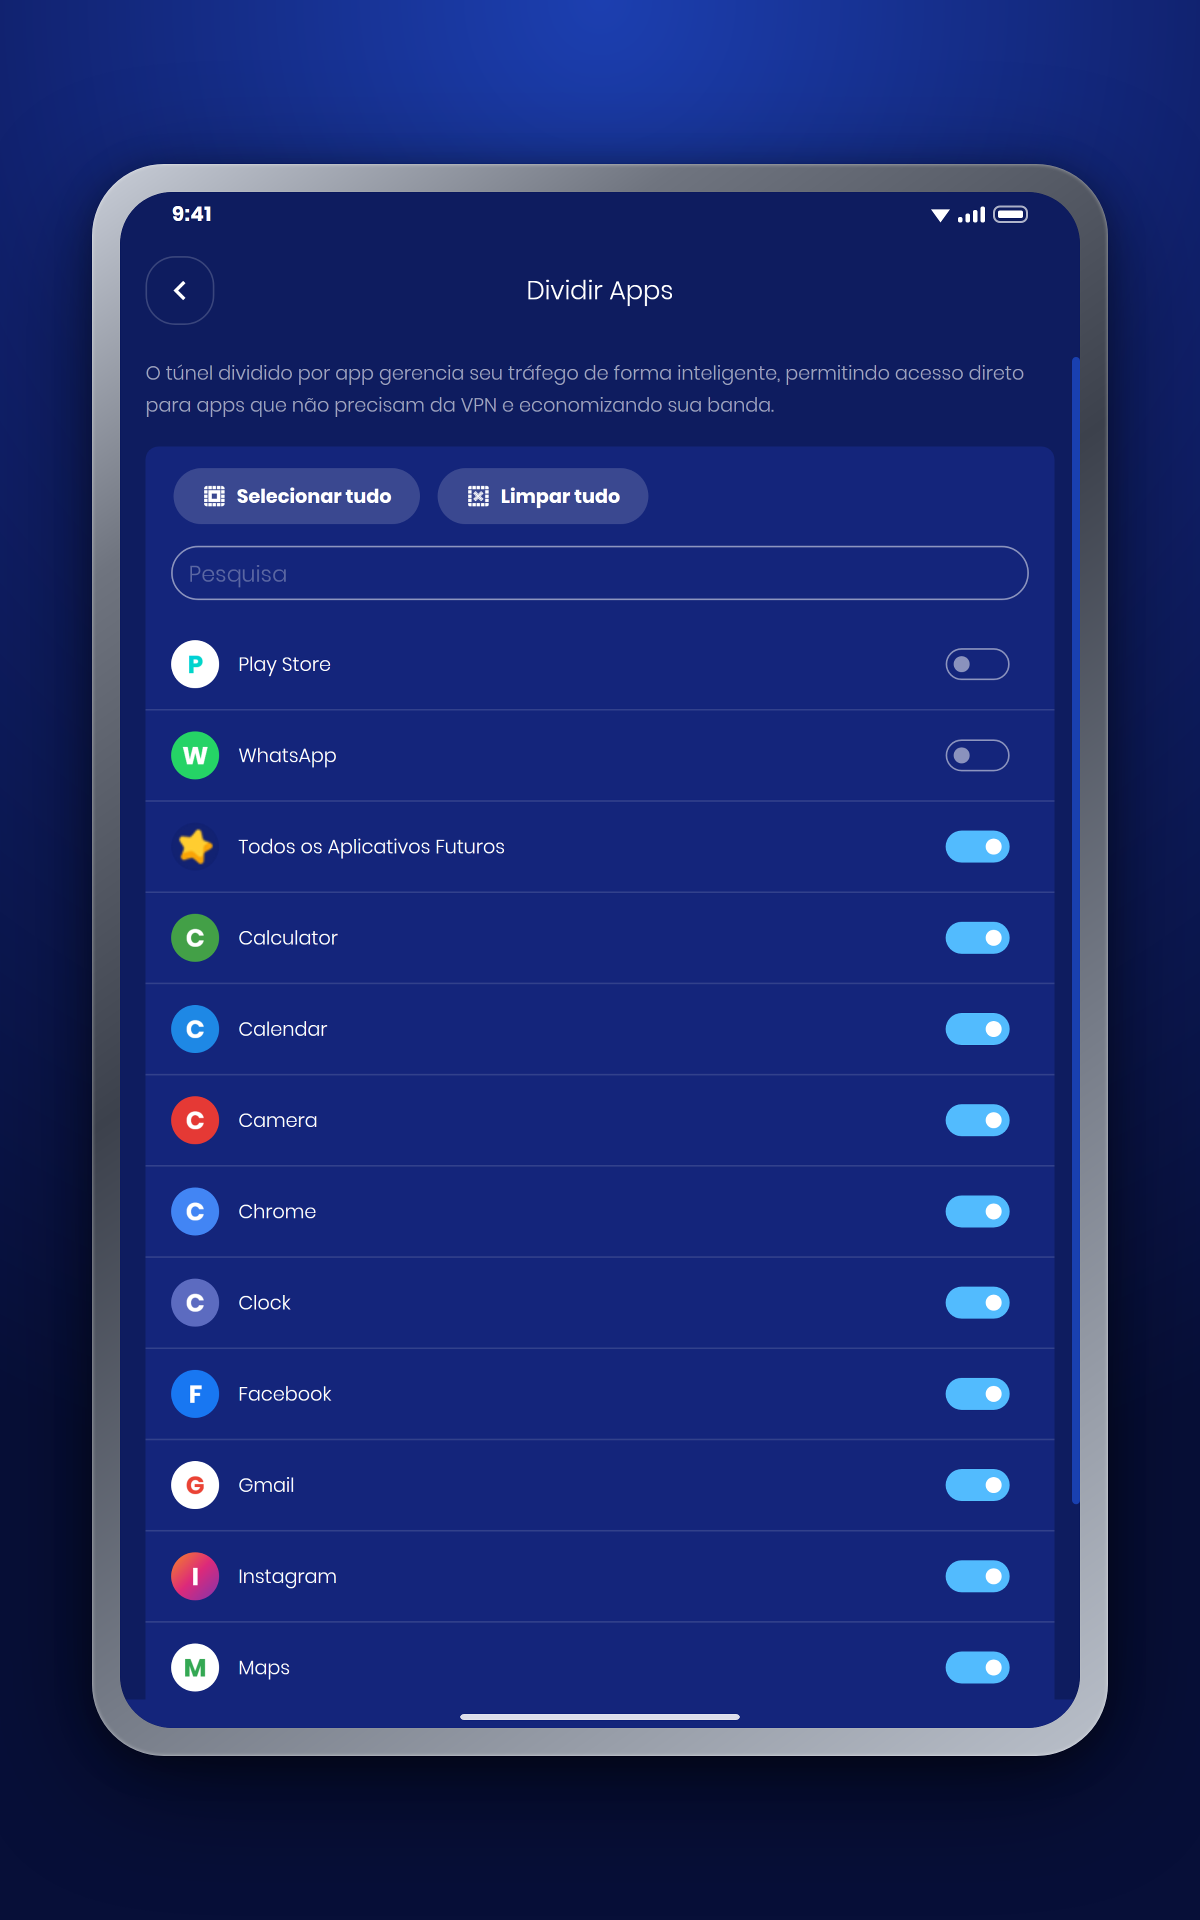 9:41
Dividir Apps
O túnel dividido por app gerencia seu tráfego de forma inteligente, permitindo acesso direto
para apps que não precisam da VPN e economizando sua banda.
Selecionar tudo
Limpar tudo
Pesquisa
P Play Store
W WhatsApp
Todos os Aplicativos Futuros
C Calculator
C Calendar
C Camera
C Chrome
C Clock
F Facebook
G Gmail
I Instagram
M Maps